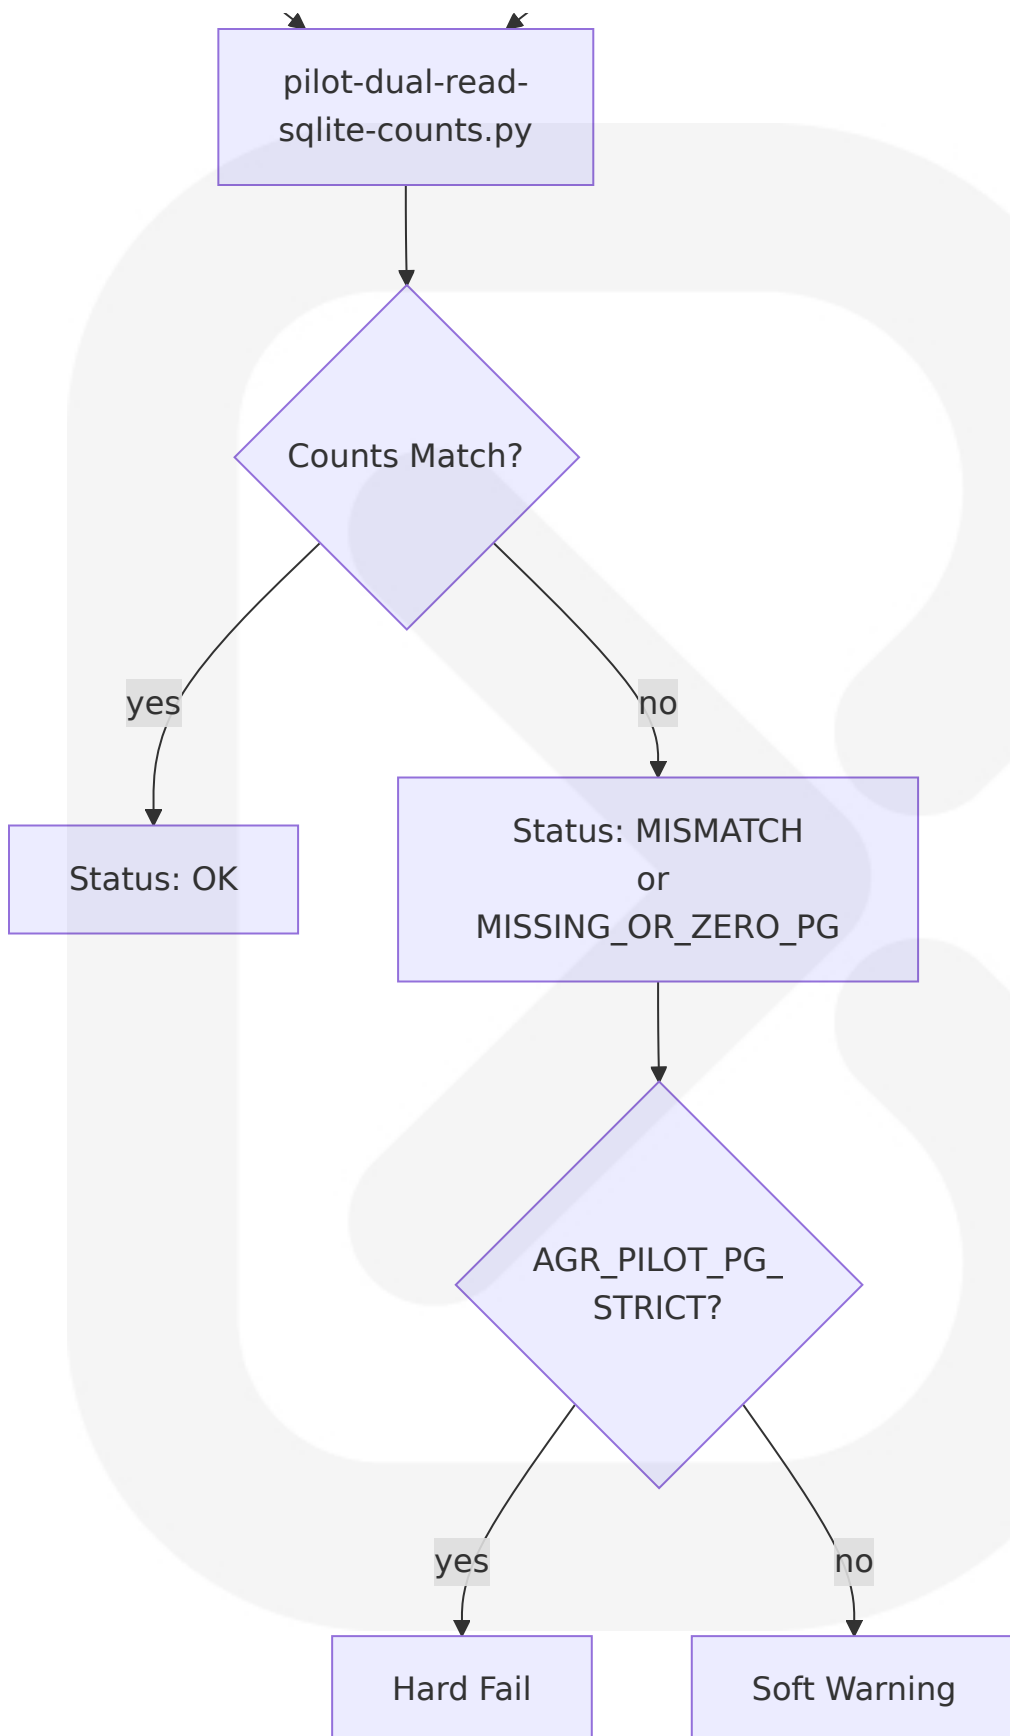 pilot-dual-read-
sqlite-counts.py
Counts Match?
yes
no
Status: OK
Status: MISMATCH
or
MISSING_OR_ZERO_PG
AGR_PILOT_PG_
STRICT?
yes
no
Hard Fail
Soft Warning